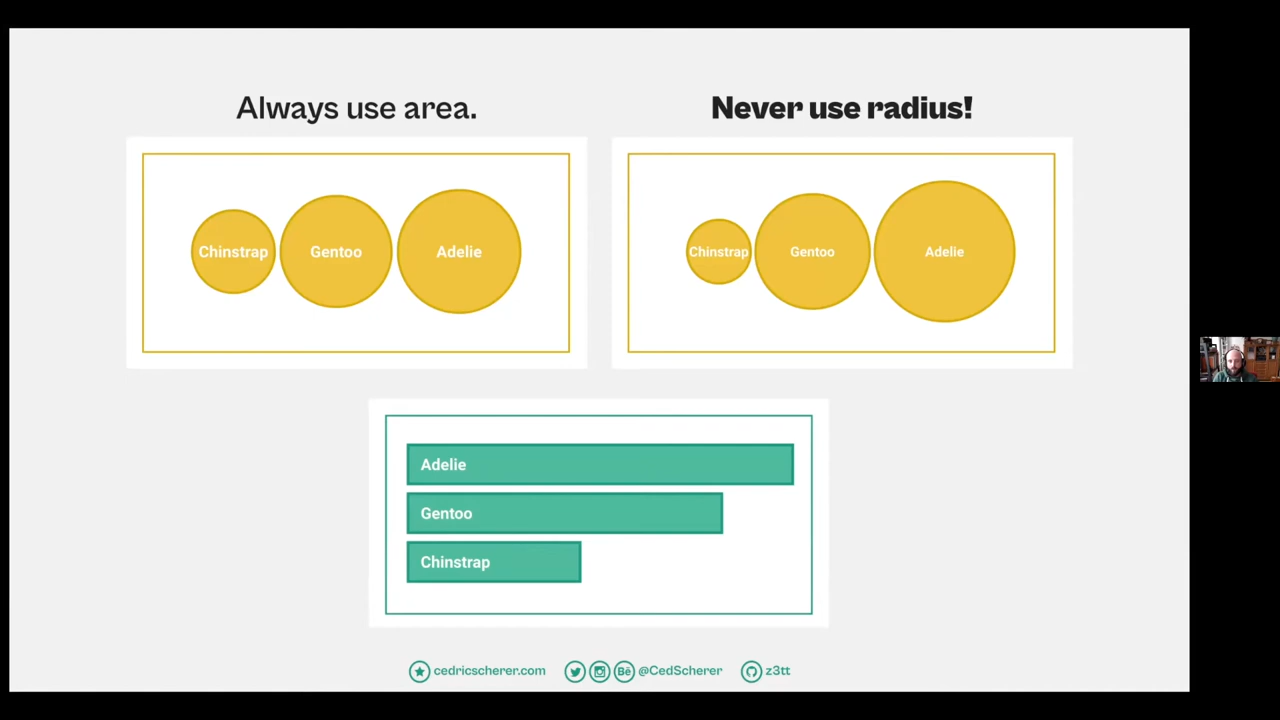 Always use area.
Never use radius!
Chinstrap
Gentoo
Adelie
Chinstrap
Gentoo
Adelie
Adelie
Gentoo
Chinstrap
cedricscherer.com
Bē @CedScherer
z3tt